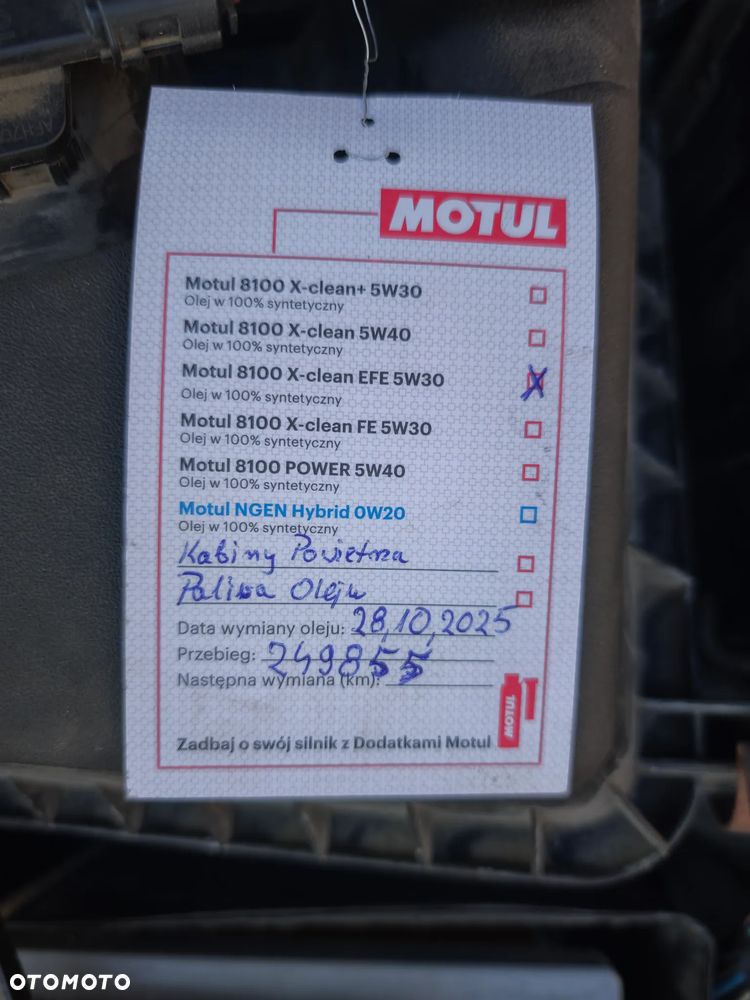 MOTUL
Motul 8100 X-clean+ 5W30
Olej w 100% syntetyczny
Motul 8100 X-clean 5W40
Olej w 100% syntetyczny
Motul 8100 X-clean EFE 5W30 X
Olej w 100% syntetyczny
Motul 8100 X-clean FE 5W30
Olej w 100% syntetyczny
Motul 8100 POWER 5W40
Olej w 100% syntetyczny
Motul NGEN Hybrid 0W20
Olej w 100% syntetyczny
Kabiny Powietrza
Paliwa Oleju
Data wymiany oleju: 28,10,2025
Przebieg: 249855
Następna wymiana (km):
MOTUL
Zadbaj o swój silnik z Dodatkami Motul
OTOMOTO